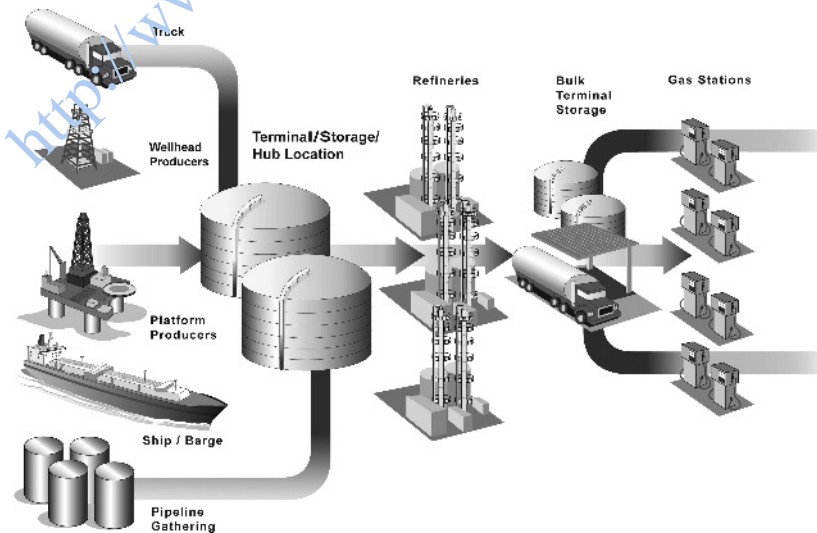 http://w
Truck
Wellhead
Producers
Terminal/Storage/
Hub Location
Refineries
Bulk
Terminal
Storage
Gas Stations
Platform
Producers
Ship / Barge
Pipeline
Gathering